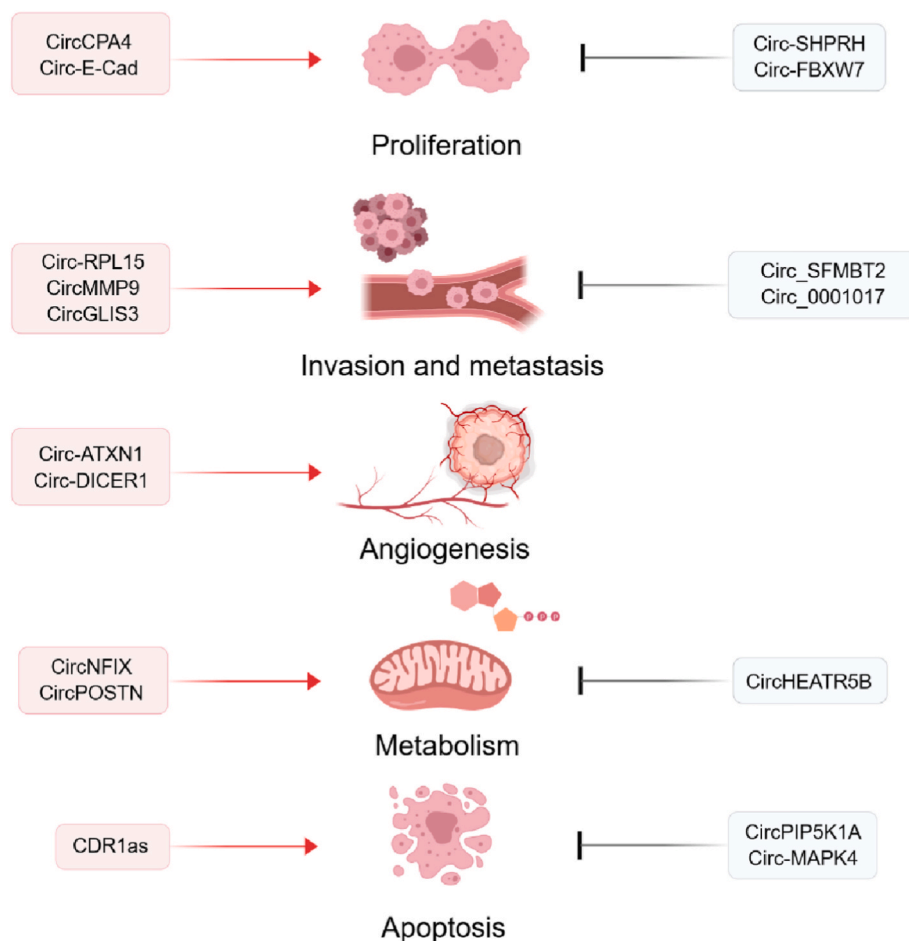 CircCPA4
Circ-E-Cad
Circ-SHPRH
Circ-FBXW7
Proliferation
Circ-RPL15
CircMMP9
CircGLIS3
Circ_SFMBT2
Circ_0001017
Invasion and metastasis
Circ-ATXN1
Circ-DICER1
Angiogenesis
P P P
CircNFIX
CircPOSTN
CircHEATR5B
Metabolism
CDR1as
CircPIP5K1A
Circ-MAPK4
Apoptosis